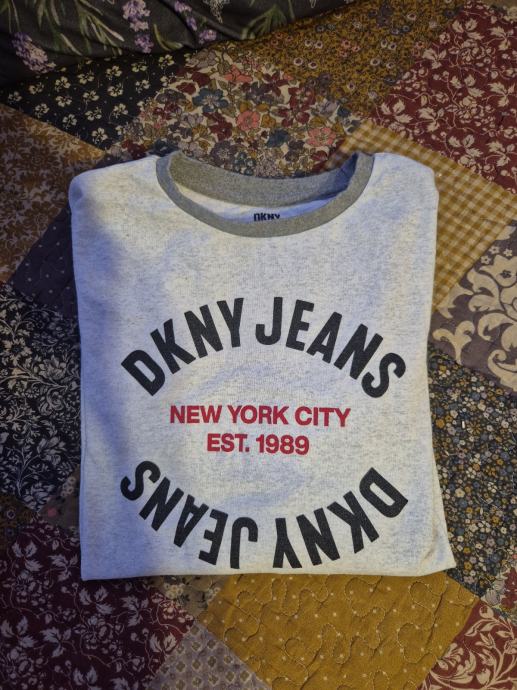 DKNY
DKNY JEANS
NEW YORK CITY
EST. 1989
DKNY JEANS